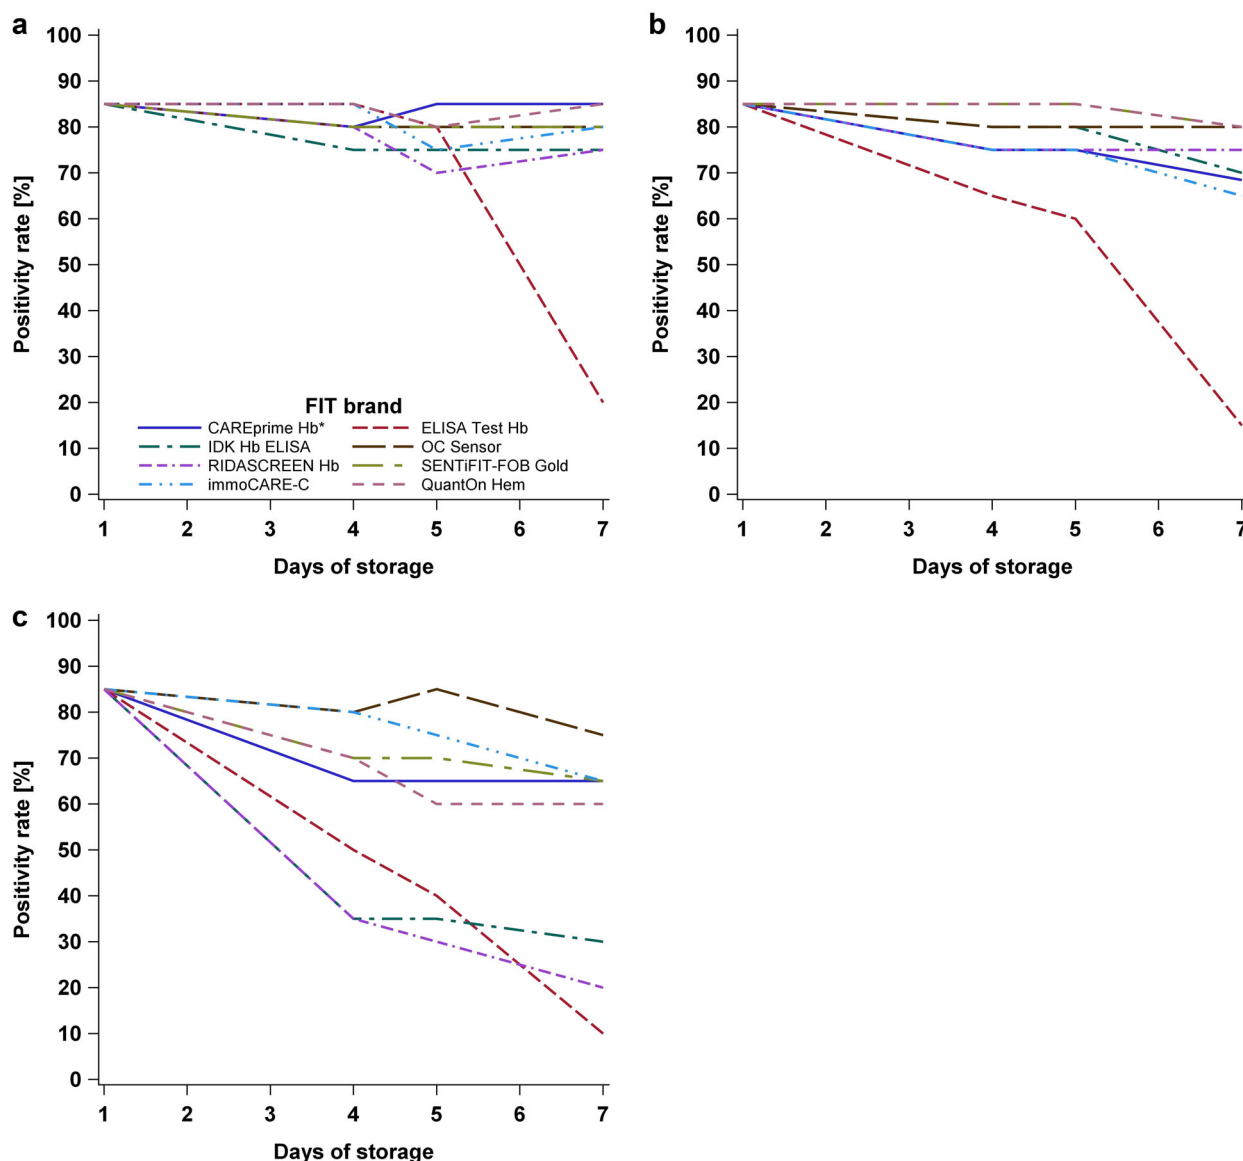 a
100
90
80
70
60
50
40
30
20
10
0
Positivity rate [%]
FIT brand
CAREprime Hb*
ELISA Test Hb
IDK Hb ELISA
OC Sensor
RIDASCREEN Hb
SENTiFIT-FOB Gold
immoCARE-C
QuantOn Hem
1 2 3 4 5 6 7
Days of storage
b
100
90
80
70
60
50
40
30
20
10
0
Positivity rate [%]
1 2 3 4 5 6 7
Days of storage
c
100
90
80
70
60
50
40
30
20
10
0
Positivity rate [%]
1 2 3 4 5 6 7
Days of storage